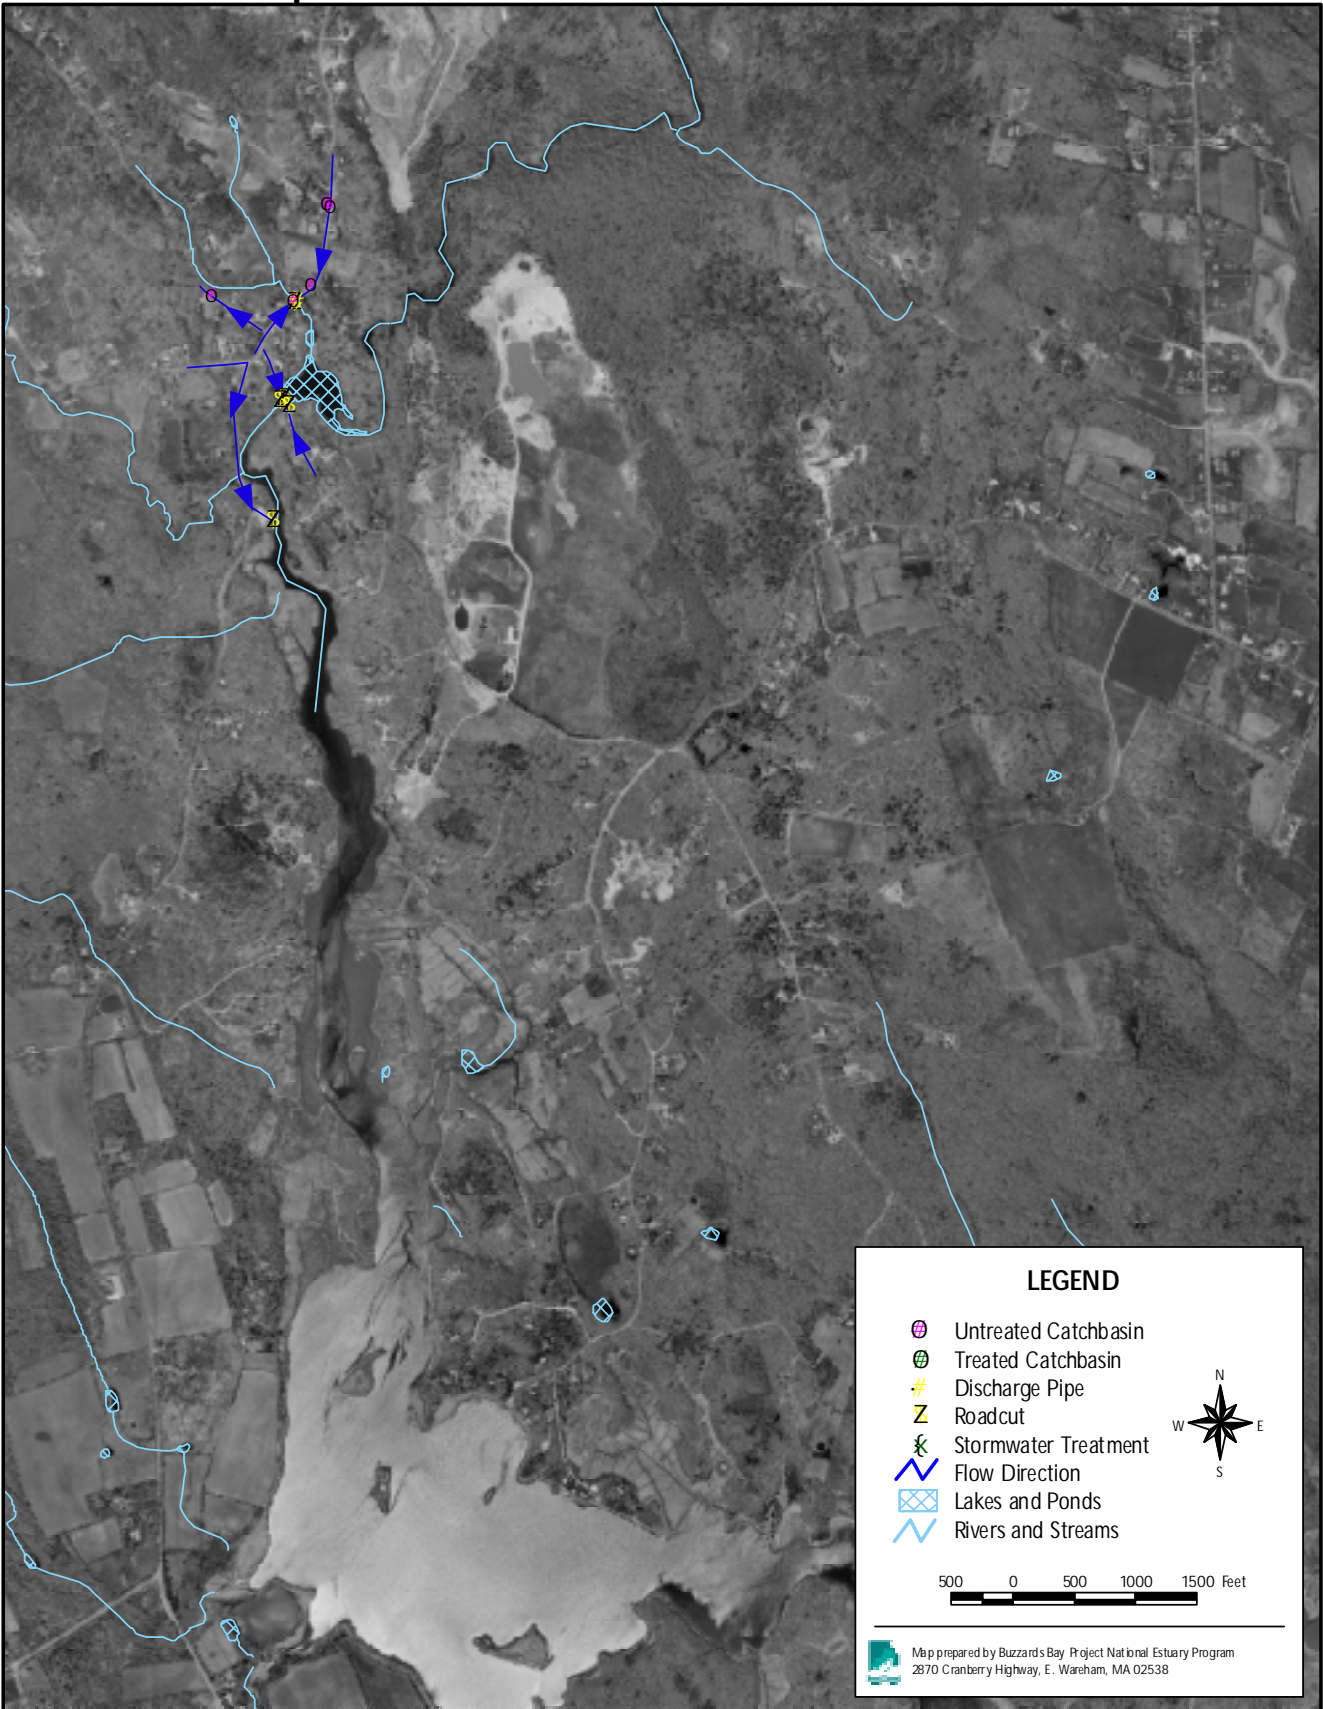 LEGEND
Untreated Catchbasin
Treated Catchbasin
Discharge Pipe
Roadcut
Stormwater Treatment
Flow Direction
Lakes and Ponds
Rivers and Streams
N
W E
S
500 0 500 1000 1500 Feet
Map prepared by Buzzards Bay Project National Estuary Program
2870 Cranberry Highway, E. Wareham, MA 02538